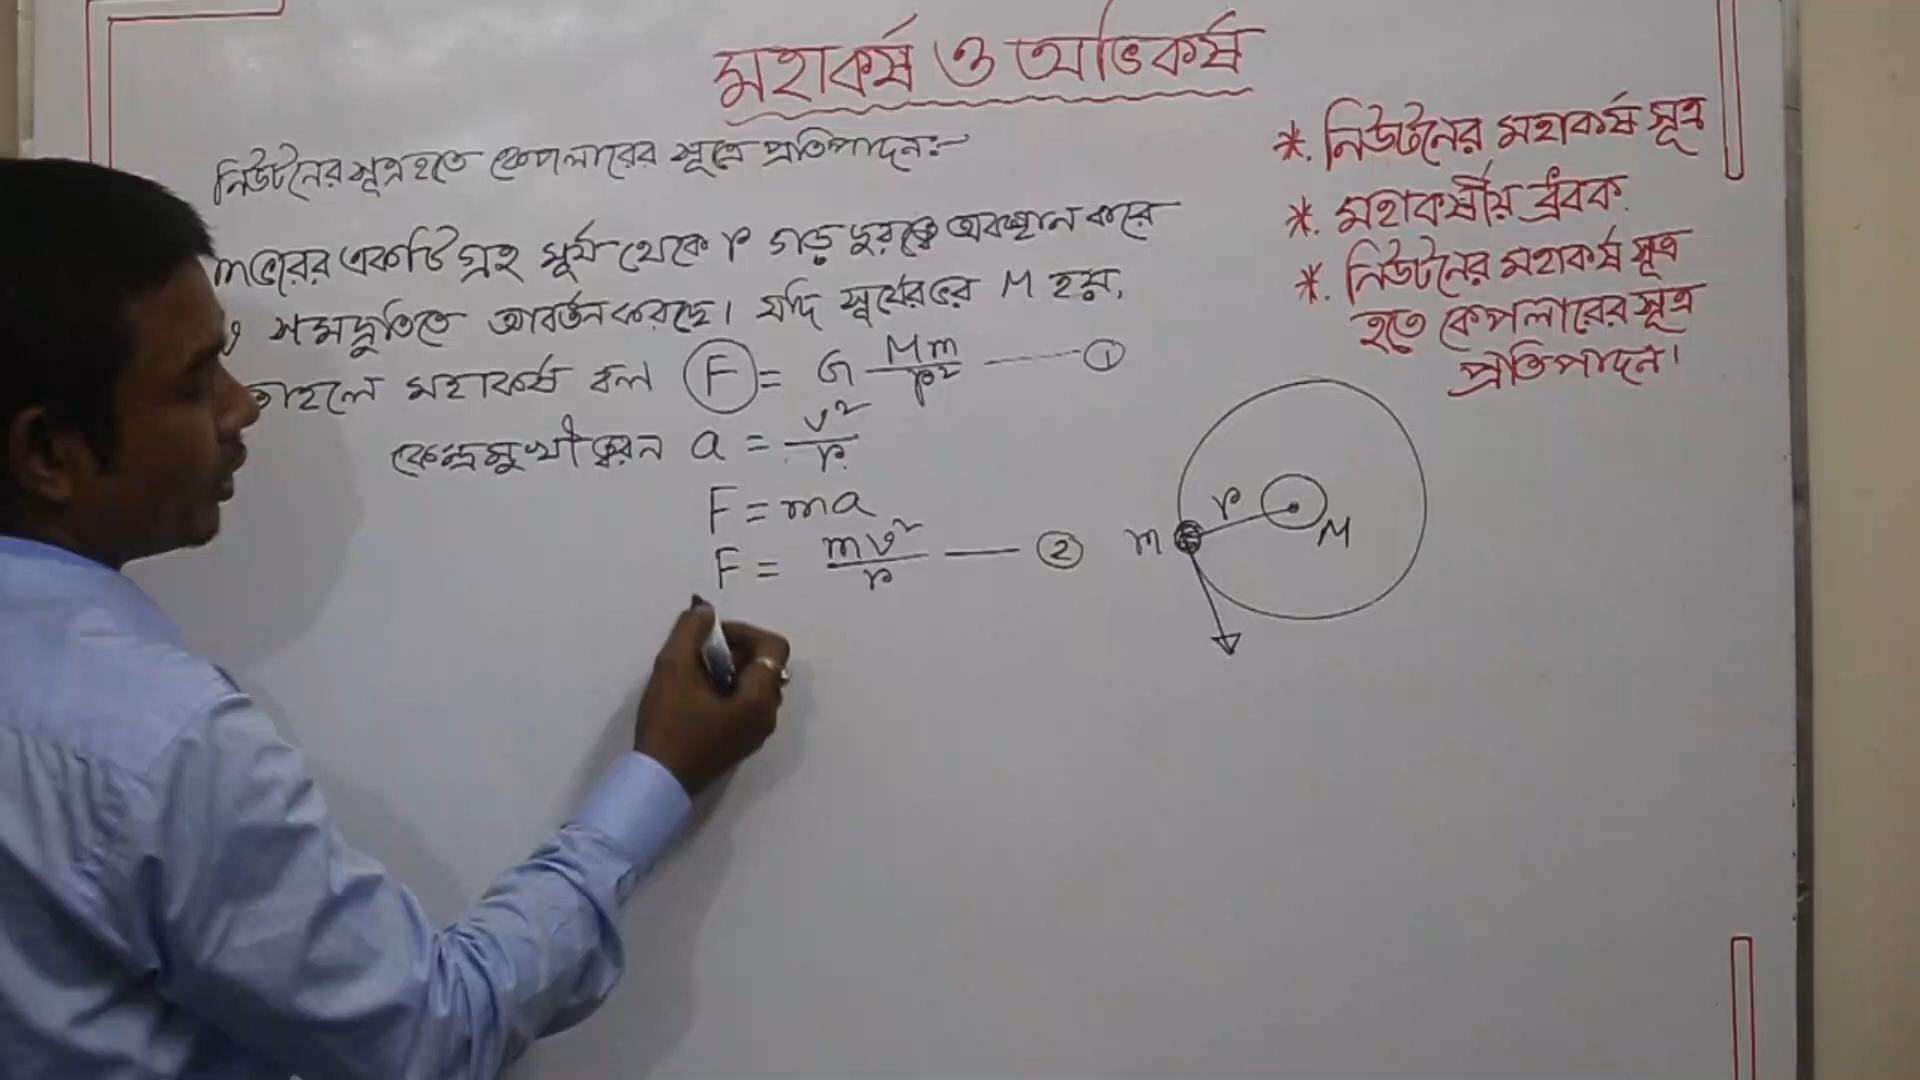 মহাকর্ষ ও অভিকর্ষ
নিউটনের সূত্র হতে কেপলারের সূত্রে প্রতিপাদন:-
m ভরের একটি গ্রহ সূর্য থেকে r গড় দুরত্বে অবস্থান করে
ও সমদ্রুতিতে আবর্তন করছে। যদি সূর্যের ভর M হয়,
তাহলে মহাকর্ষ বল F = G Mm/r² —— ①
কেন্দ্রমুখী ত্বরন a = v²/r
F = ma
F = mv²/r —— ②
*. নিউটনের মহাকর্ষ সূত্র
*. মহাকর্ষীয় ধ্রুবক.
*. নিউটনের মহাকর্ষ সূত্র
হতে কেপলারের সূত্র
প্রতিপাদন।
r
m
M